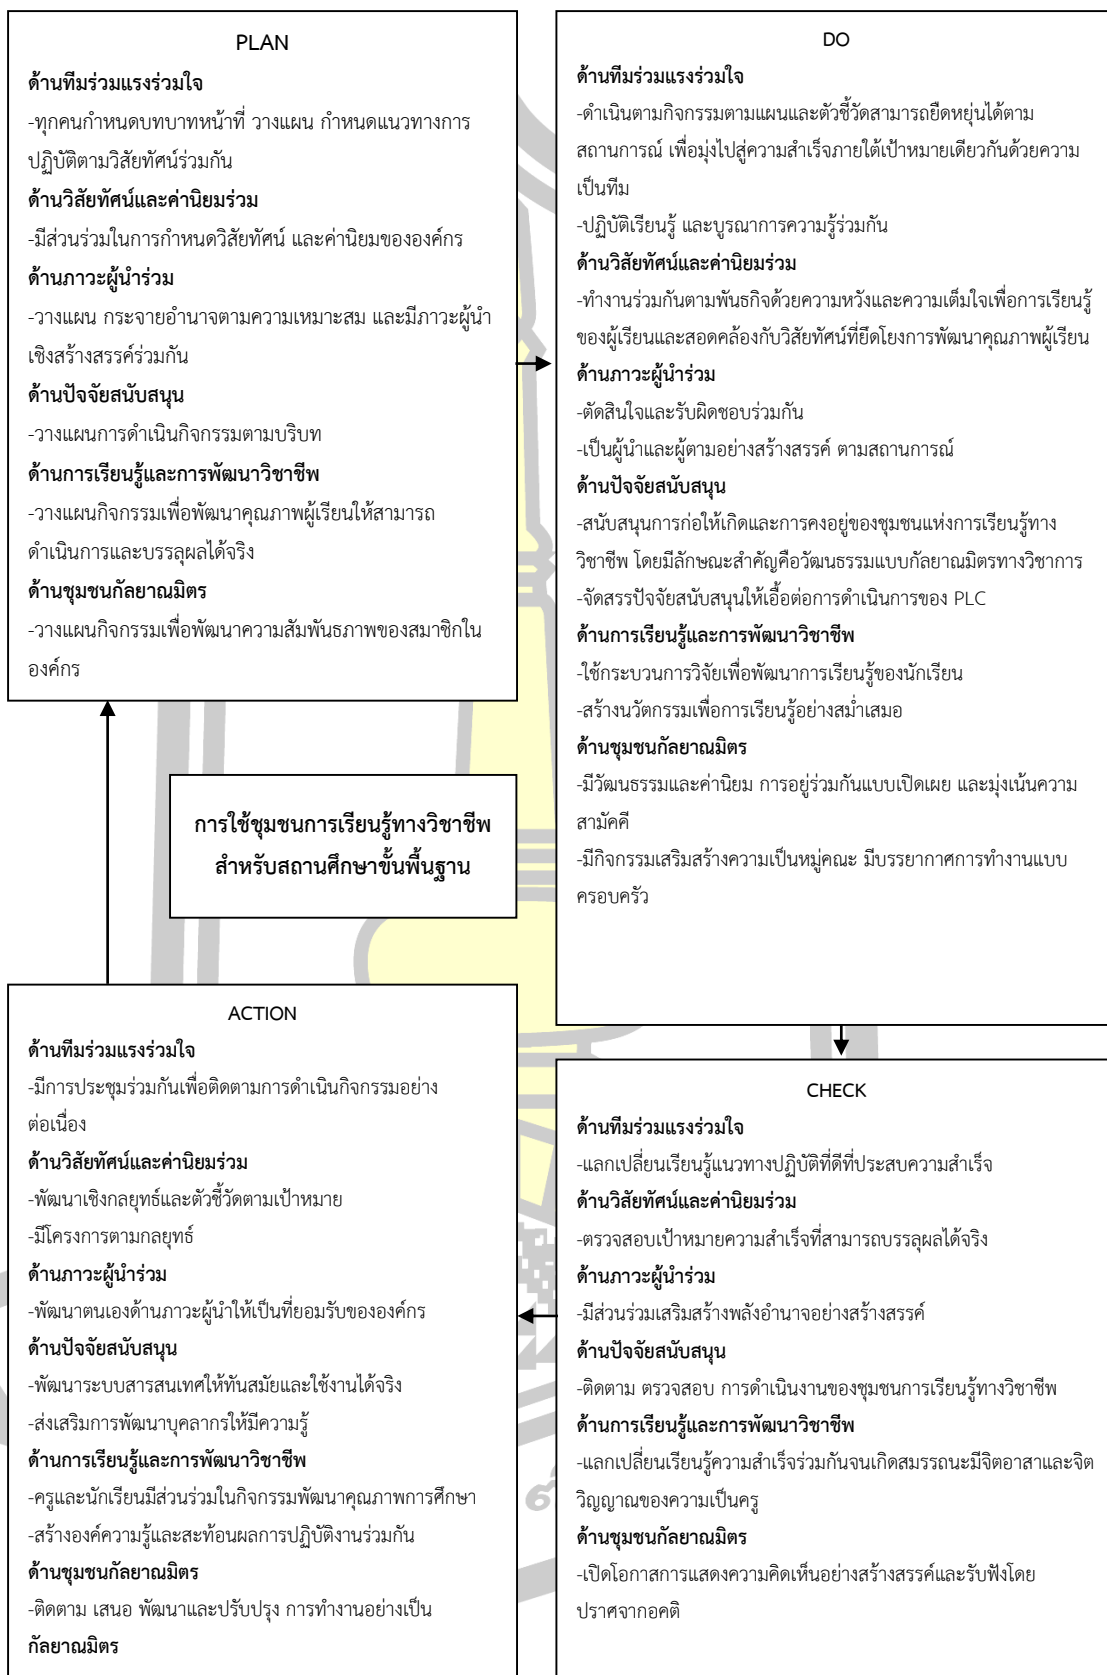 PLAN
ด้านทีมร่วมแรงร่วมใจ
-ทุกคนกำหนดบทบาทหน้าที่ วางแผน กำหนดแนวทางการ
ปฏิบัติตามวิสัยทัศน์ร่วมกัน
ด้านวิสัยทัศน์และค่านิยมร่วม
-มีส่วนร่วมในการกำหนดวิสัยทัศน์ และค่านิยมขององค์กร
ด้านภาวะผู้นำร่วม
-วางแผน กระจายอำนาจตามความเหมาะสม และมีภาวะผู้นำ
เชิงสร้างสรรค์ร่วมกัน
ด้านปัจจัยสนับสนุน
-วางแผนการดำเนินกิจกรรมตามบริบท
ด้านการเรียนรู้และการพัฒนาวิชาชีพ
-วางแผนกิจกรรมเพื่อพัฒนาคุณภาพผู้เรียนให้สามารถ
ดำเนินการและบรรลุผลได้จริง
ด้านชุมชนกัลยาณมิตร
-วางแผนกิจกรรมเพื่อพัฒนาความสัมพันธภาพของสมาชิกใน
องค์กร
DO
ด้านทีมร่วมแรงร่วมใจ
-ดำเนินตามกิจกรรมตามแผนและตัวชี้วัดสามารถยืดหยุ่นได้ตาม
สถานการณ์ เพื่อมุ่งไปสู่ความสำเร็จภายใต้เป้าหมายเดียวกันด้วยความ
เป็นทีม
-ปฏิบัติเรียนรู้ และบูรณาการความรู้ร่วมกัน
ด้านวิสัยทัศน์และค่านิยมร่วม
-ทำงานร่วมกันตามพันธกิจด้วยความหวังและความเต็มใจเพื่อการเรียนรู้
ของผู้เรียนและสอดคล้องกับวิสัยทัศน์ที่ยึดโยงการพัฒนาคุณภาพผู้เรียน
ด้านภาวะผู้นำร่วม
-ตัดสินใจและรับผิดชอบร่วมกัน
-เป็นผู้นำและผู้ตามอย่างสร้างสรรค์ ตามสถานการณ์
ด้านปัจจัยสนับสนุน
-สนับสนุนการก่อให้เกิดและการคงอยู่ของชุมชนแห่งการเรียนรู้ทาง
วิชาชีพ โดยมีลักษณะสำคัญคือวัฒนธรรมแบบกัลยาณมิตรทางวิชาการ
-จัดสรรปัจจัยสนับสนุนให้เอื้อต่อการดำเนินการของ PLC
ด้านการเรียนรู้และการพัฒนาวิชาชีพ
-ใช้กระบวนการวิจัยเพื่อพัฒนาการเรียนรู้ของนักเรียน
-สร้างนวัตกรรมเพื่อการเรียนรู้อย่างสม่ำเสมอ
ด้านชุมชนกัลยาณมิตร
-มีวัฒนธรรมและค่านิยม การอยู่ร่วมกันแบบเปิดเผย และมุ่งเน้นความ
สามัคคี
-มีกิจกรรมเสริมสร้างความเป็นหมู่คณะ มีบรรยากาศการทำงานแบบ
ครอบครัว
การใช้ชุมชนการเรียนรู้ทางวิชาชีพ
สำหรับสถานศึกษาขั้นพื้นฐาน
ACTION
ด้านทีมร่วมแรงร่วมใจ
-มีการประชุมร่วมกันเพื่อติดตามการดำเนินกิจกรรมอย่าง
ต่อเนื่อง
ด้านวิสัยทัศน์และค่านิยมร่วม
-พัฒนาเชิงกลยุทธ์และตัวชี้วัดตามเป้าหมาย
-มีโครงการตามกลยุทธ์
ด้านภาวะผู้นำร่วม
-พัฒนาตนเองด้านภาวะผู้นำให้เป็นที่ยอมรับขององค์กร
ด้านปัจจัยสนับสนุน
-พัฒนาระบบสารสนเทศให้ทันสมัยและใช้งานได้จริง
-ส่งเสริมการพัฒนาบุคลากรให้มีความรู้
ด้านการเรียนรู้และการพัฒนาวิชาชีพ
-ครูและนักเรียนมีส่วนร่วมในกิจกรรมพัฒนาคุณภาพการศึกษา
-สร้างองค์ความรู้และสะท้อนผลการปฏิบัติงานร่วมกัน
ด้านชุมชนกัลยาณมิตร
-ติดตาม เสนอ พัฒนาและปรับปรุง การทำงานอย่างเป็น
กัลยาณมิตร
CHECK
ด้านทีมร่วมแรงร่วมใจ
-แลกเปลี่ยนเรียนรู้แนวทางปฏิบัติที่ดีที่ประสบความสำเร็จ
ด้านวิสัยทัศน์และค่านิยมร่วม
-ตรวจสอบเป้าหมายความสำเร็จที่สามารถบรรลุผลได้จริง
ด้านภาวะผู้นำร่วม
-มีส่วนร่วมเสริมสร้างพลังอำนาจอย่างสร้างสรรค์
ด้านปัจจัยสนับสนุน
-ติดตาม ตรวจสอบ การดำเนินงานของชุมชนการเรียนรู้ทางวิชาชีพ
ด้านการเรียนรู้และการพัฒนาวิชาชีพ
-แลกเปลี่ยนเรียนรู้ความสำเร็จร่วมกันจนเกิดสมรรถนะมีจิตอาสาและจิต
วิญญาณของความเป็นครู
ด้านชุมชนกัลยาณมิตร
-เปิดโอกาสการแสดงความคิดเห็นอย่างสร้างสรรค์และรับฟังโดย
ปราศจากอคติ